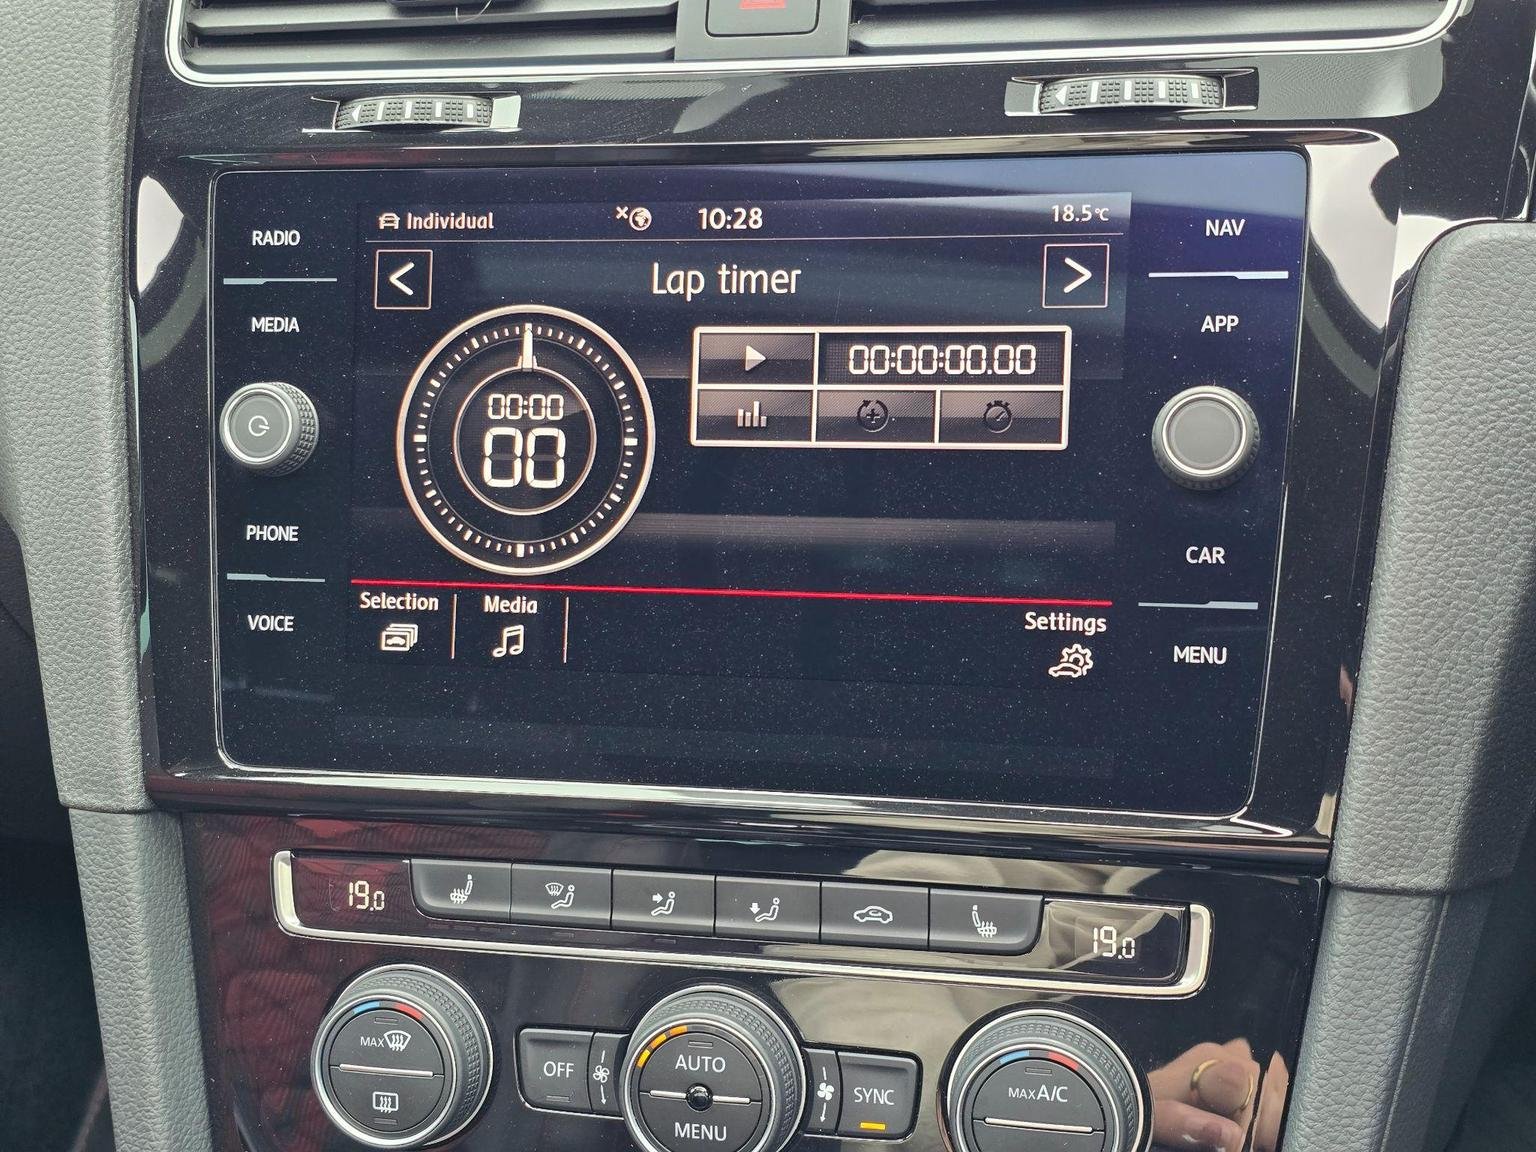 RADIO
MEDIA
PHONE
VOICE
Individual
10:28
18.5°C
Lap timer
00:00
00
00:00:00.00
Selection
Media
Settings
NAV
APP
CAR
MENU
19.0
19.0
MAX
OFF
AUTO
MENU
SYNC
MAX A/C